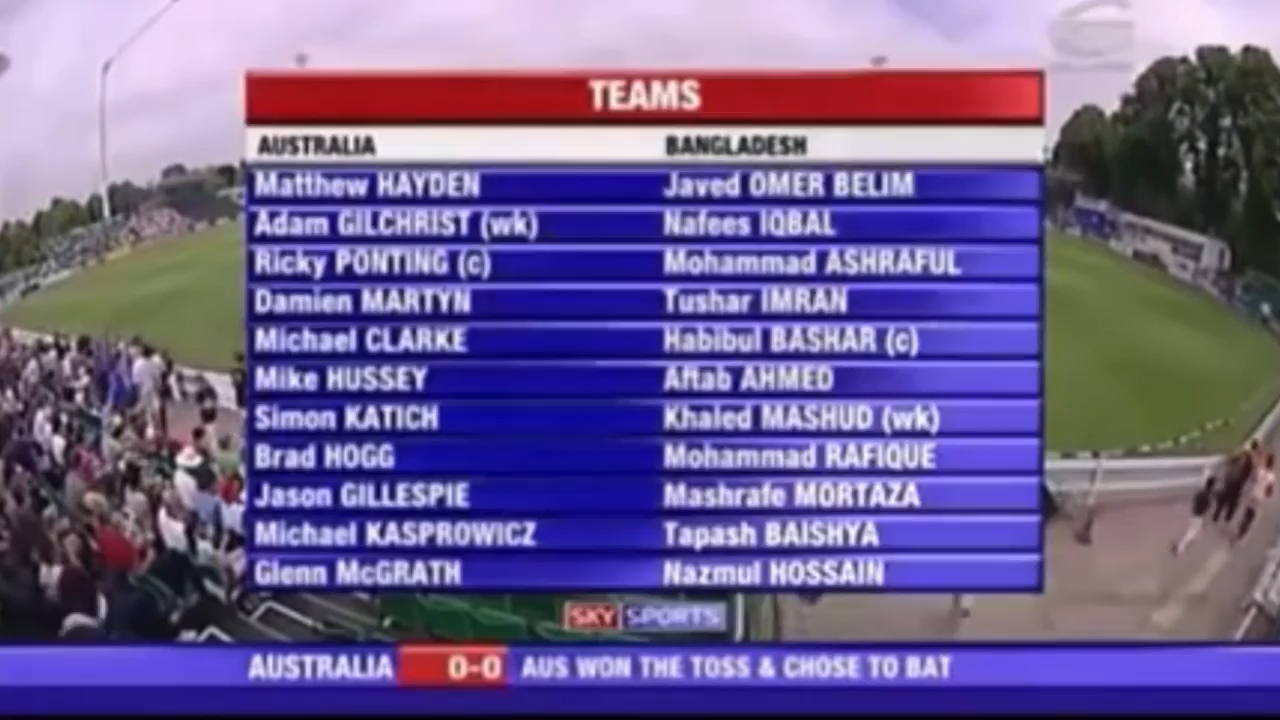 TEAMS
AUSTRALIA BANGLADESH
Matthew HAYDEN Javed OMER BELIM
Adam GILCHRIST (wk) Nafees IQBAL
Ricky PONTING (c) Mohammad ASHRAFUL
Damien MARTYN Tushar IMRAN
Michael CLARKE Habibul BASHAR (c)
Mike HUSSEY Aftab AHMED
Simon KATICH Khaled MASHUD (wk)
Brad HOGG Mohammad RAFIQUE
Jason GILLESPIE Mashrafe MORTAZA
Michael KASPROWICZ Tapash BAISHYA
Glenn McGRATH Nazmul HOSSAIN
SKY SPORTS
AUSTRALIA 0-0 AUS WON THE TOSS & CHOSE TO BAT